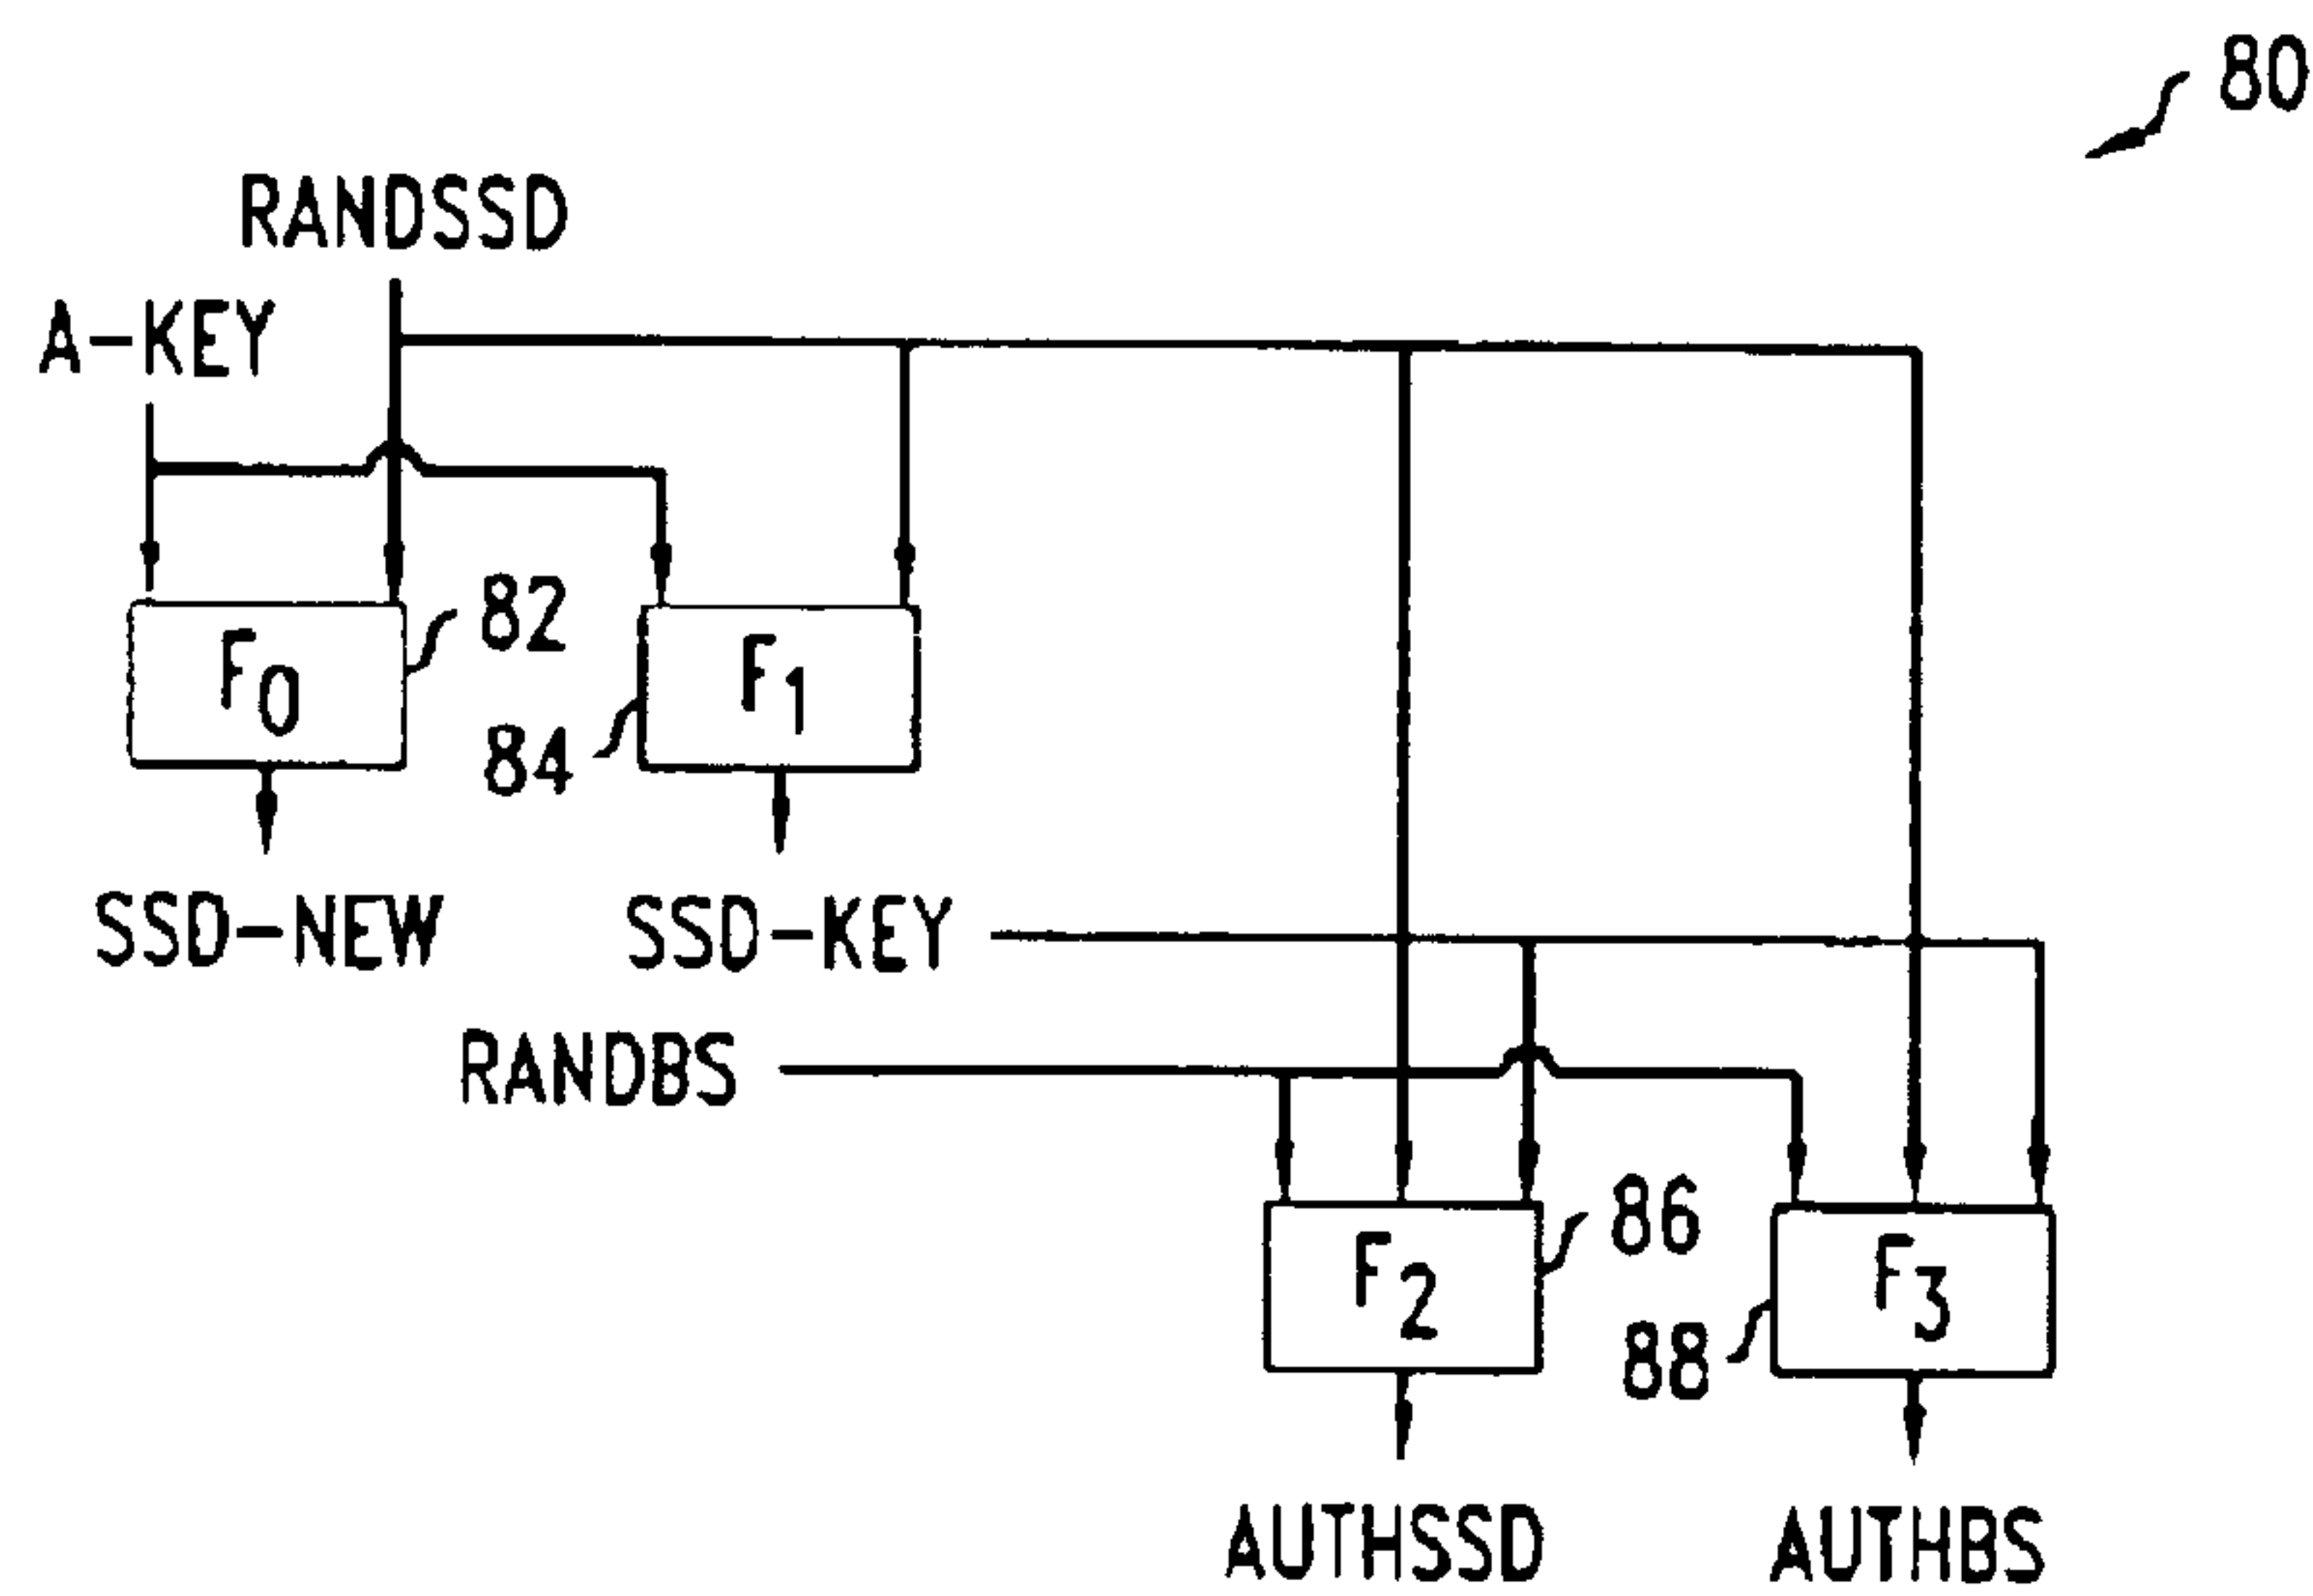 80
RANDSSD
A-KEY
F0
82
F1
84
SSD-NEW
SSD-KEY
RANDBS
F2
86
F3
88
AUTHSSD
AUTHBS